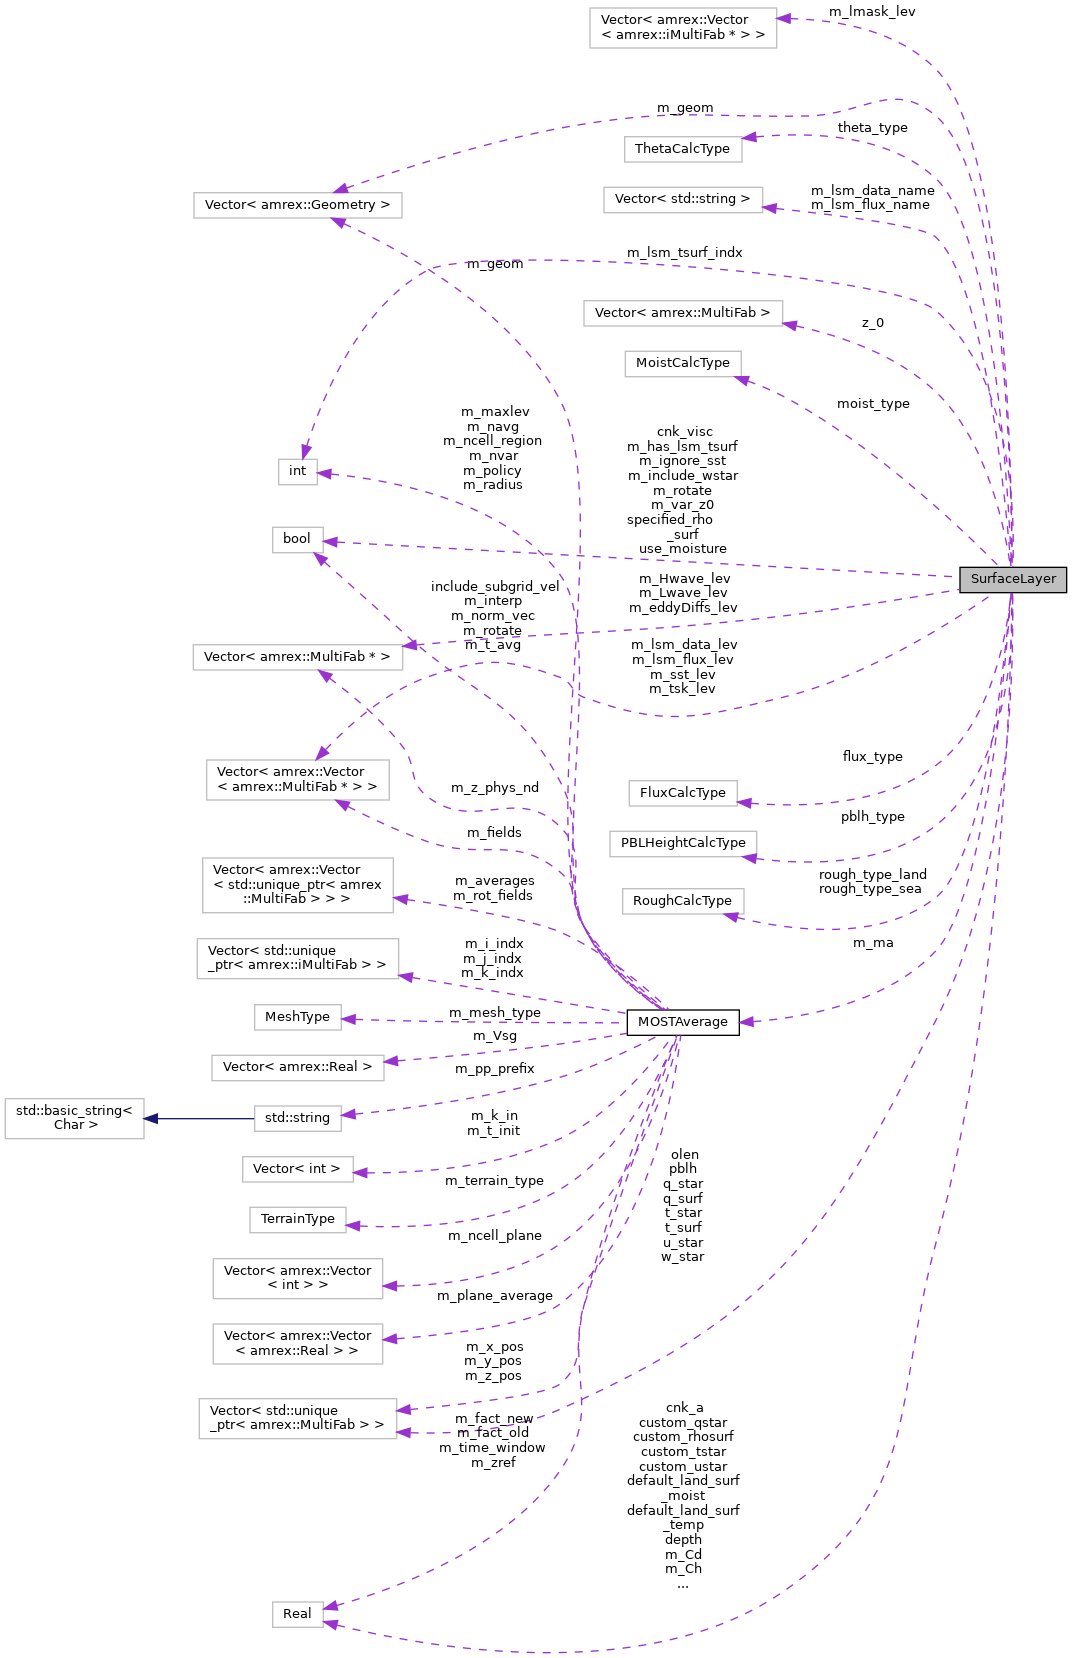 m_lmask_lev
Vector< amrex::Vector
< amrex::iMultiFab * > >
m_geom
theta_type
ThetaCalcType
m_lsm_data_name
m_lsm_flux_name
Vector< std::string >
Vector< amrex::Geometry >
m_lsm_tsurf_indx
m_geom
Vector< amrex::MultiFab >
z_0
MoistCalcType
moist_type
m_maxlev
m_navg
m_ncell_region
m_nvar
m_policy
m_radius
int
cnk_visc
m_has_lsm_tsurf
m_ignore_sst
m_include_wstar
m_rotate
m_var_z0
specified_rho
_surf
use_moisture
bool
SurfaceLayer
include_subgrid_vel
m_interp
m_norm_vec
m_rotate
m_t_avg
m_Hwave_lev
m_Lwave_lev
m_eddyDiffs_lev
Vector< amrex::MultiFab * >
m_lsm_data_lev
m_lsm_flux_lev
m_sst_lev
m_tsk_lev
flux_type
Vector< amrex::Vector
< amrex::MultiFab * > >
m_z_phys_nd
FluxCalcType
pblh_type
m_fields
PBLHeightCalcType
Vector< amrex::Vector
< std::unique_ptr< amrex
::MultiFab > > >
m_averages
m_rot_fields
rough_type_land
rough_type_sea
RoughCalcType
m_ma
Vector< std::unique
_ptr< amrex::iMultiFab > >
m_i_indx
m_j_indx
m_k_indx
MeshType
m_mesh_type
MOSTAverage
m_Vsg
Vector< amrex::Real >
m_pp_prefix
std::basic_string<
Char >
std::string
m_k_in
m_t_init
Vector< int >
m_terrain_type
olen
pblh
q_star
q_surf
t_star
t_surf
u_star
w_star
TerrainType
m_ncell_plane
Vector< amrex::Vector
< int > >
m_plane_average
Vector< amrex::Vector
< amrex::Real > >
m_x_pos
m_y_pos
m_z_pos
Vector< std::unique
_ptr< amrex::MultiFab > >
m_fact_new
m_fact_old
m_time_window
m_zref
cnk_a
custom_qstar
custom_rhosurf
custom_tstar
custom_ustar
default_land_surf
_moist
default_land_surf
_temp
depth
m_Cd
m_Ch
...
Real